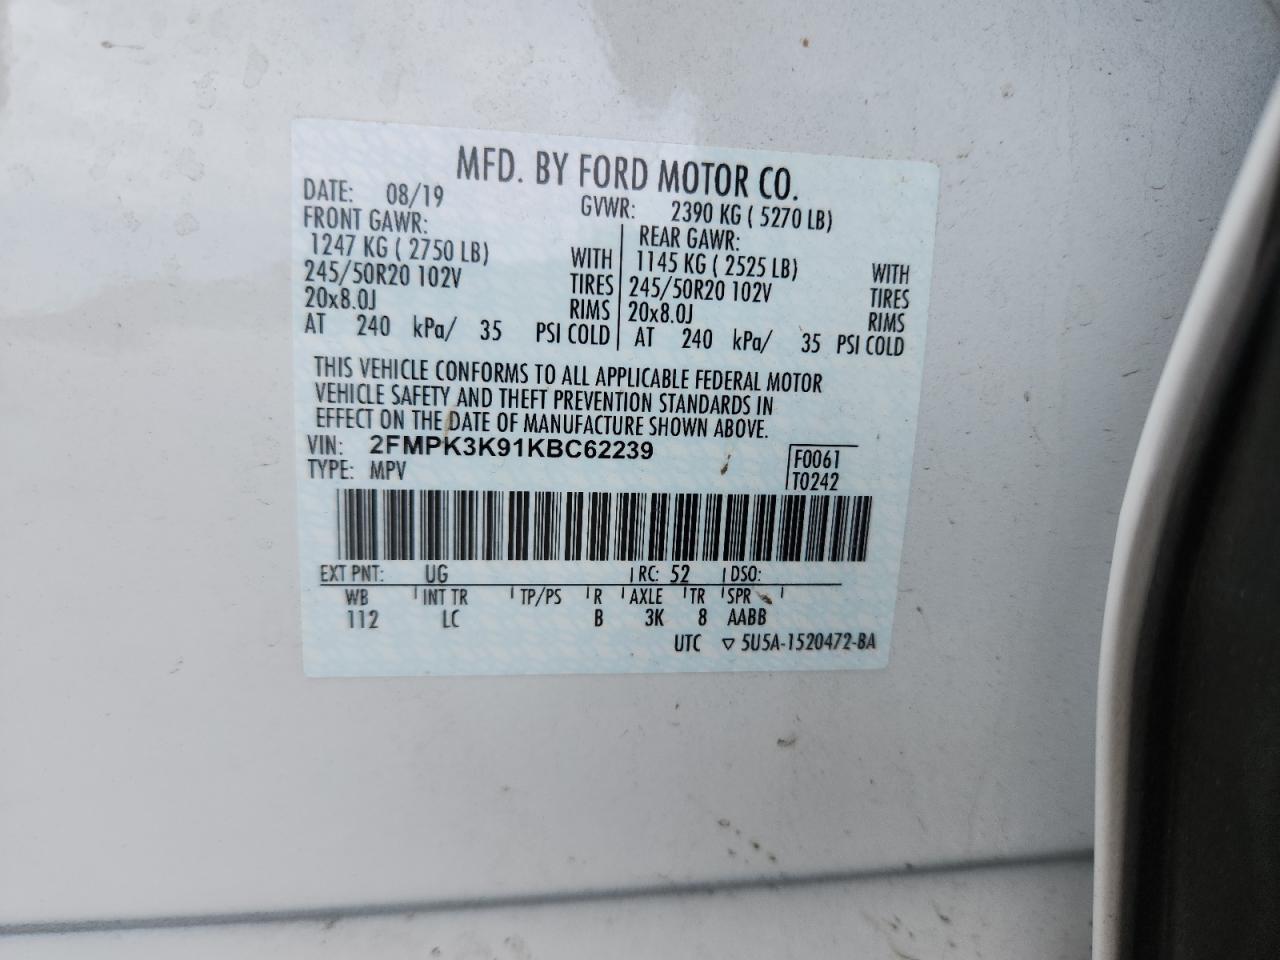 MFD. BY FORD MOTOR CO.
DATE: 08/19 GVWR: 2390 KG ( 5270 LB)
FRONT GAWR: REAR GAWR:
1247 KG ( 2750 LB) WITH 1145 KG ( 2525 LB) WITH
245/50R20 102V TIRES 245/50R20 102V TIRES
20x8.0J RIMS 20x8.0J RIMS
AT 240 kPa/ 35 PSI COLD AT 240 kPa/ 35 PSI COLD
THIS VEHICLE CONFORMS TO ALL APPLICABLE FEDERAL MOTOR
VEHICLE SAFETY AND THEFT PREVENTION STANDARDS IN
EFFECT ON THE DATE OF MANUFACTURE SHOWN ABOVE.
VIN: 2FMPK3K91KBC62239 F0061
TYPE: MPV T0242
EXT PNT: UG RC: 52 DSO:
WB INT TR TP/PS R AXLE TR SPR
112 LC B 3K 8 AABB
UTC ▽ 5U5A-1520472-BA